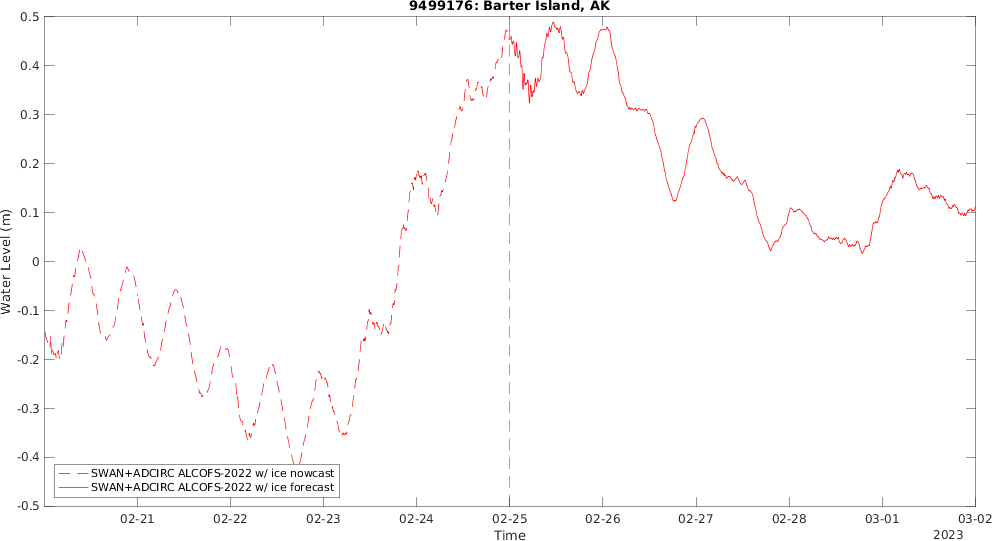 9499176: Barter Island, AK
0.5
0.4
0.3
0.2
0.1
0
-0.1
-0.2
-0.3
-0.4
-0.5
Water Level (m)
SWAN+ADCIRC ALCOFS-2022 w/ ice nowcast
SWAN+ADCIRC ALCOFS-2022 w/ ice forecast
02-21 02-22 02-23 02-24 02-25 02-26 02-27 02-28 03-01 03-02
Time
2023